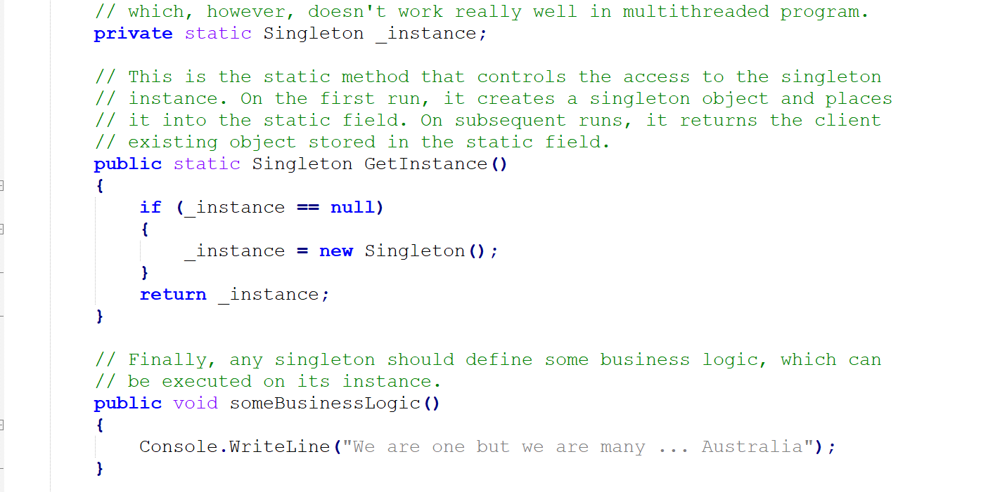 // which, however, doesn't work really well in multithreaded program.
private static Singleton _instance;
// This is the static method that controls the access to the singleton
// instance. On the first run, it creates a singleton object and places
// it into the static field. On subsequent runs, it returns the client
// existing object stored in the static field.
public static Singleton GetInstance()
{
if (_instance == null)
{
_instance = new Singleton();
}
return _instance;
}
// Finally, any singleton should define some business logic, which can
// be executed on its instance.
public void someBusinessLogic()
{
Console.WriteLine("We are one but we are many ... Australia");
}